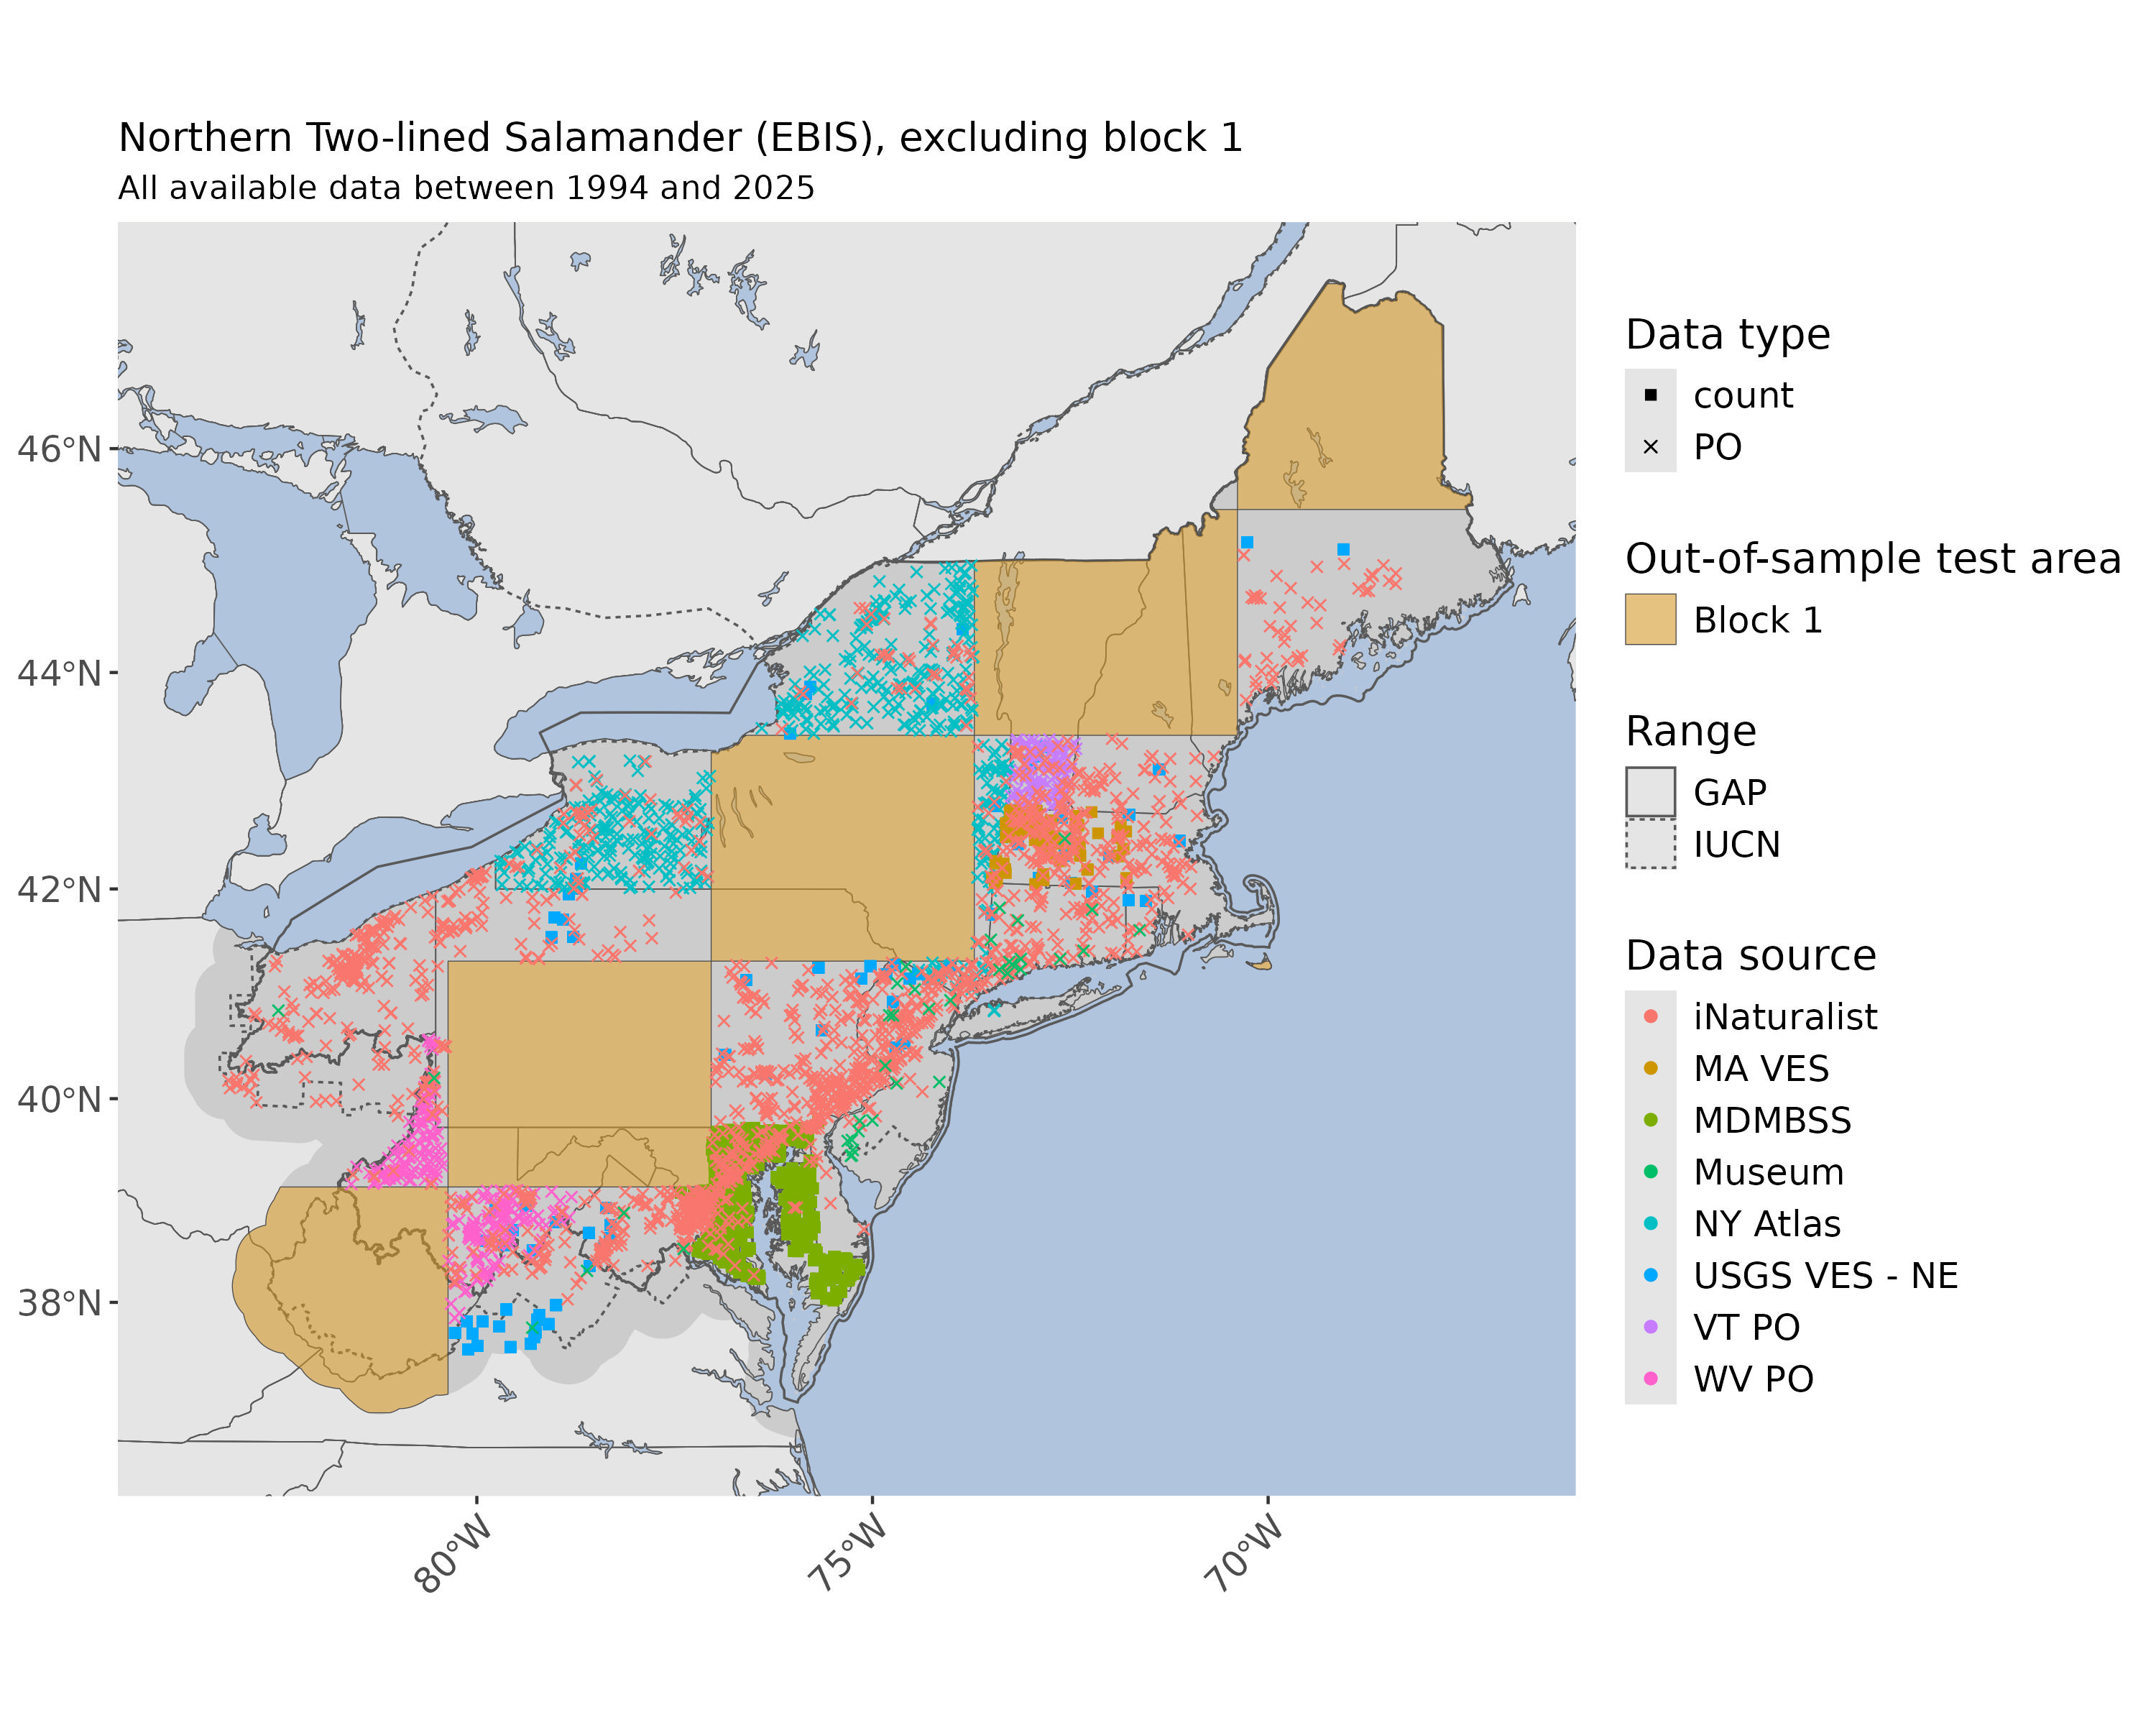 Northern Two-lined Salamander (EBIS), excluding block 1
All available data between 1994 and 2025
46°N
44°N
42°N
40°N
38°N
80°W
75°W
70°W
Data type
count
PO
Out-of-sample test area
Block 1
Range
GAP
IUCN
Data source
iNaturalist
MA VES
MDMBSS
Museum
NY Atlas
USGS VES - NE
VT PO
WV PO